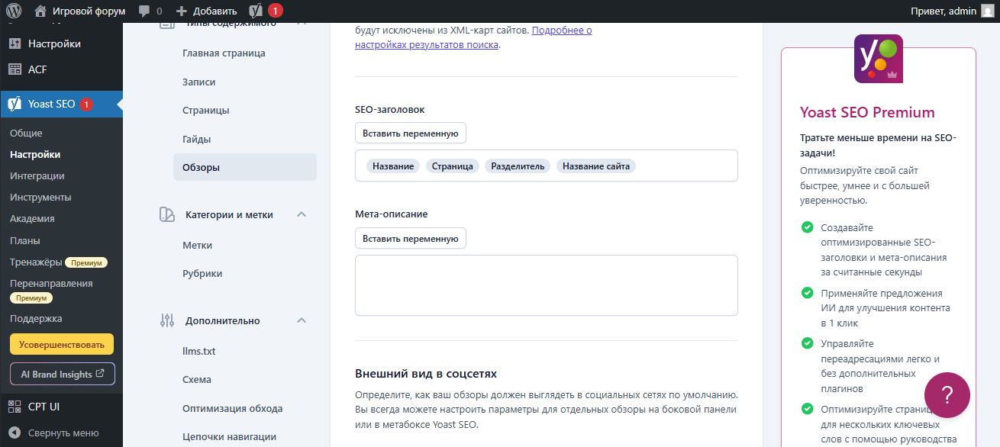 Игровой форум
0
Добавить
1
Привет, admin
Настройки
ACF
Yoast SEO
1
Общие
Настройки
Интеграции
Инструменты
Академия
Планы
Тренажёры
Премиум
Перенаправления
Премиум
Поддержка
Усовершенствовать
AI Brand Insights
CPT UI
Свернуть меню
Типы содержимого
Главная страница
Записи
Страницы
Гайды
Обзоры
Категории и метки
Метки
Рубрики
Дополнительно
llms.txt
Схема
Оптимизация обхода
Цепочки навигации
будут исключены из XML-карт сайтов. Подробнее о
настройках результатов поиска.
SEO-заголовок
Вставить переменную
Название Страница Разделитель Название сайта
Мета-описание
Вставить переменную
Внешний вид в соцсетях
Определите, как ваш обзоры должен выглядеть в социальных сетях по умолчанию.
Вы всегда можете настроить параметры для отдельных обзоры на боковой панели
или в метабоксе Yoast SEO.
Yoast SEO Premium
Тратьте меньше времени на SEO-
задачи!
Оптимизируйте свой сайт
быстрее, умнее и с большей
уверенностью.
Создавайте
оптимизированные SEO-
заголовки и мета-описания
за считанные секунды
Применяйте предложения
ИИ для улучшения контента
в 1 клик
Управляйте
переадресациями легко и
без дополнительных
плагинов
Оптимизируйте
для нескольких ключевых
слов с помощью руководства
?